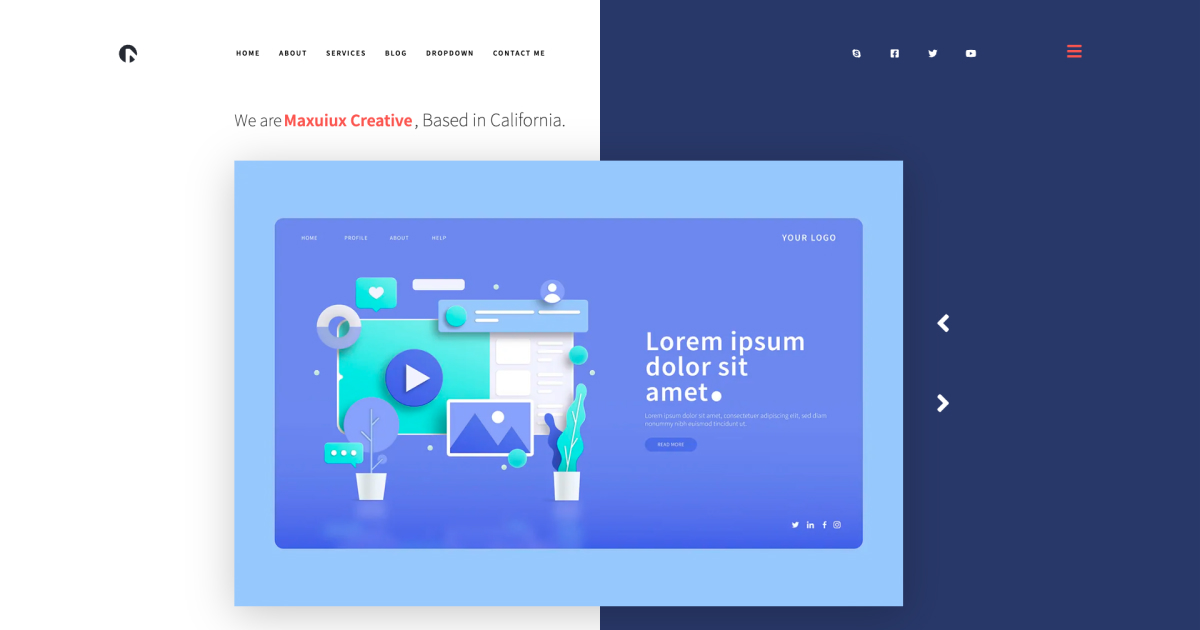 HOME ABOUT SERVICES BLOG DROPDOWN CONTACT ME
We are Maxuiux Creative , Based in California.
HOME PROFILE ABOUT HELP
YOUR LOGO
Lorem ipsum
dolor sit
amet.
Lorem ipsum dolor sit amet, consectetuer adipiscing elit, sed diam
nonummy nibh euismod tincidunt ut.
READ MORE